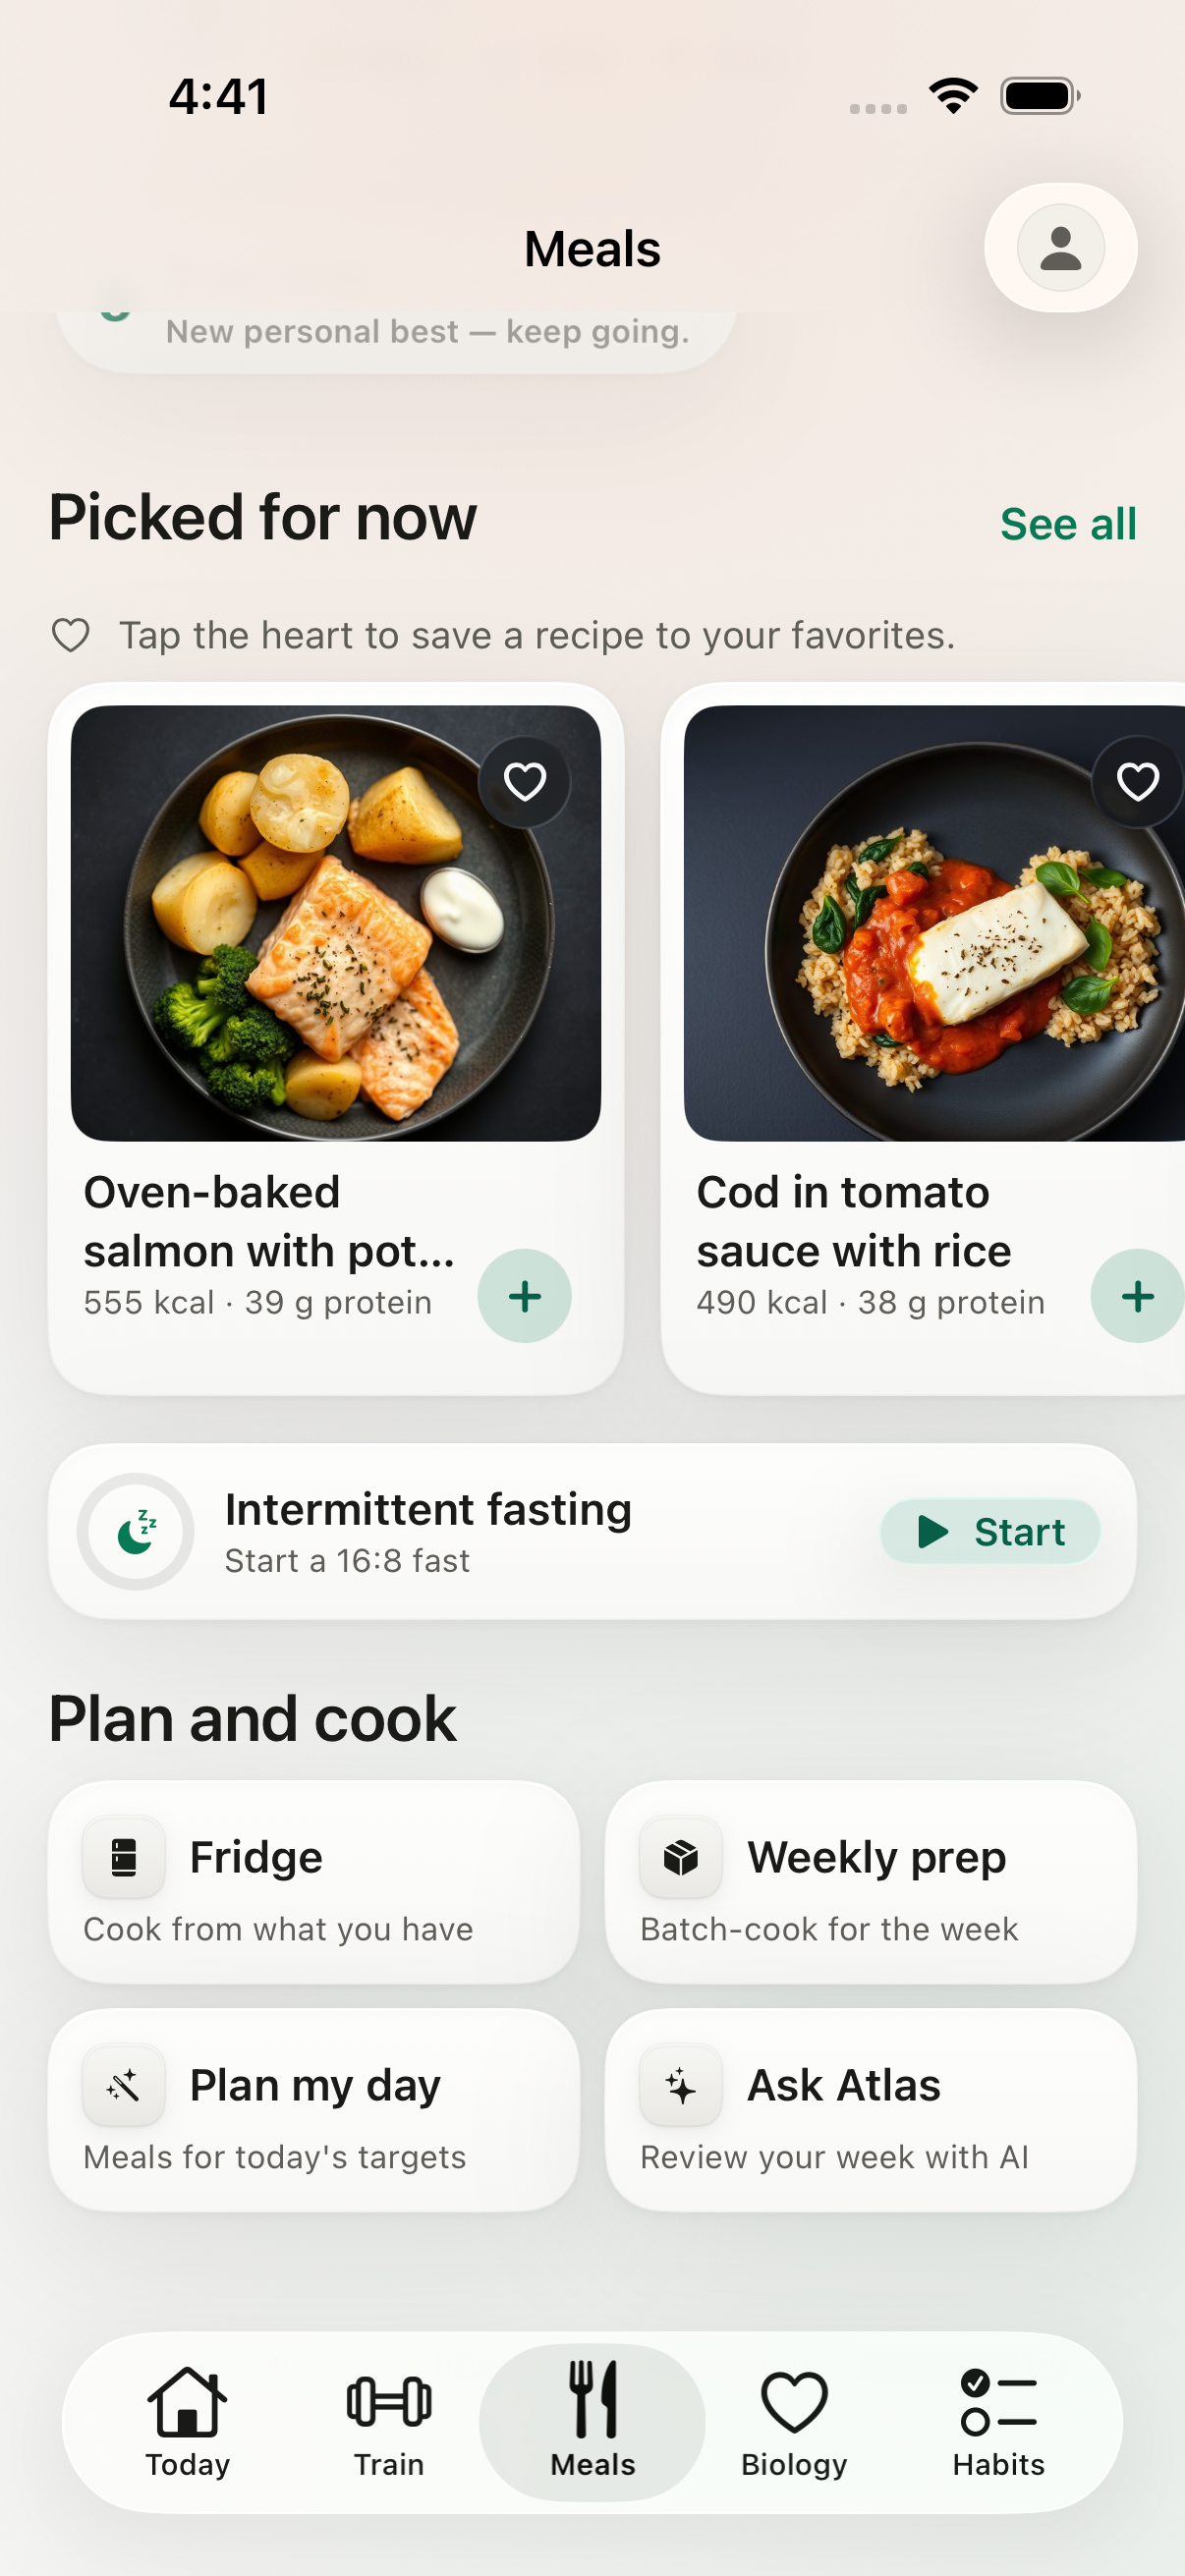 4:41
Meals
New personal best — keep going.
Picked for now
See all
Tap the heart to save a recipe to your favorites.
Oven-baked
salmon with pot...
555 kcal · 39 g protein
Cod in tomato
sauce with rice
490 kcal · 38 g protein
Intermittent fasting
Start a 16:8 fast
Start
Plan and cook
Fridge
Cook from what you have
Weekly prep
Batch-cook for the week
Plan my day
Meals for today's targets
Ask Atlas
Review your week with AI
Today
Train
Meals
Biology
Habits